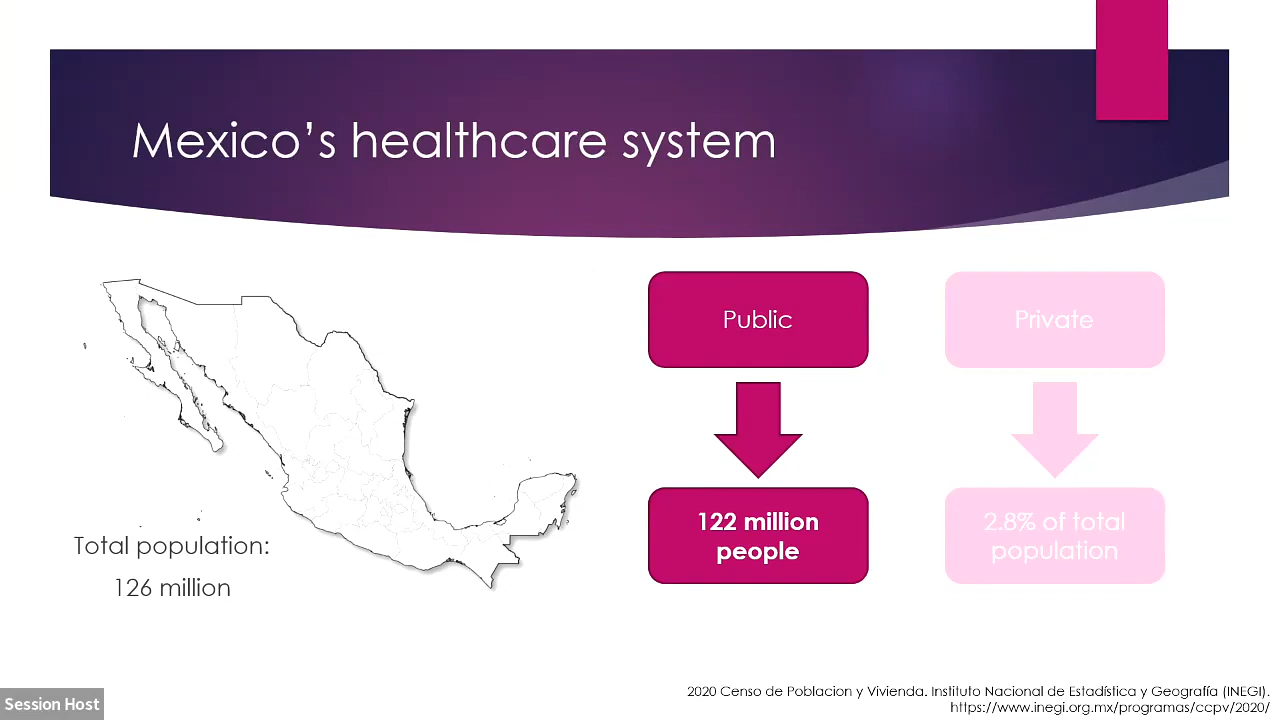 Mexico's healthcare system
Total population:
126 million
Public
122 million
people
Private
2.8% of total
population
2020 Censo de Poblacion y Vivienda. Instituto Nacional de Estadística y Geografía (INEGI).
https://www.inegi.org.mx/programas/ccpv/2020/
Session Host